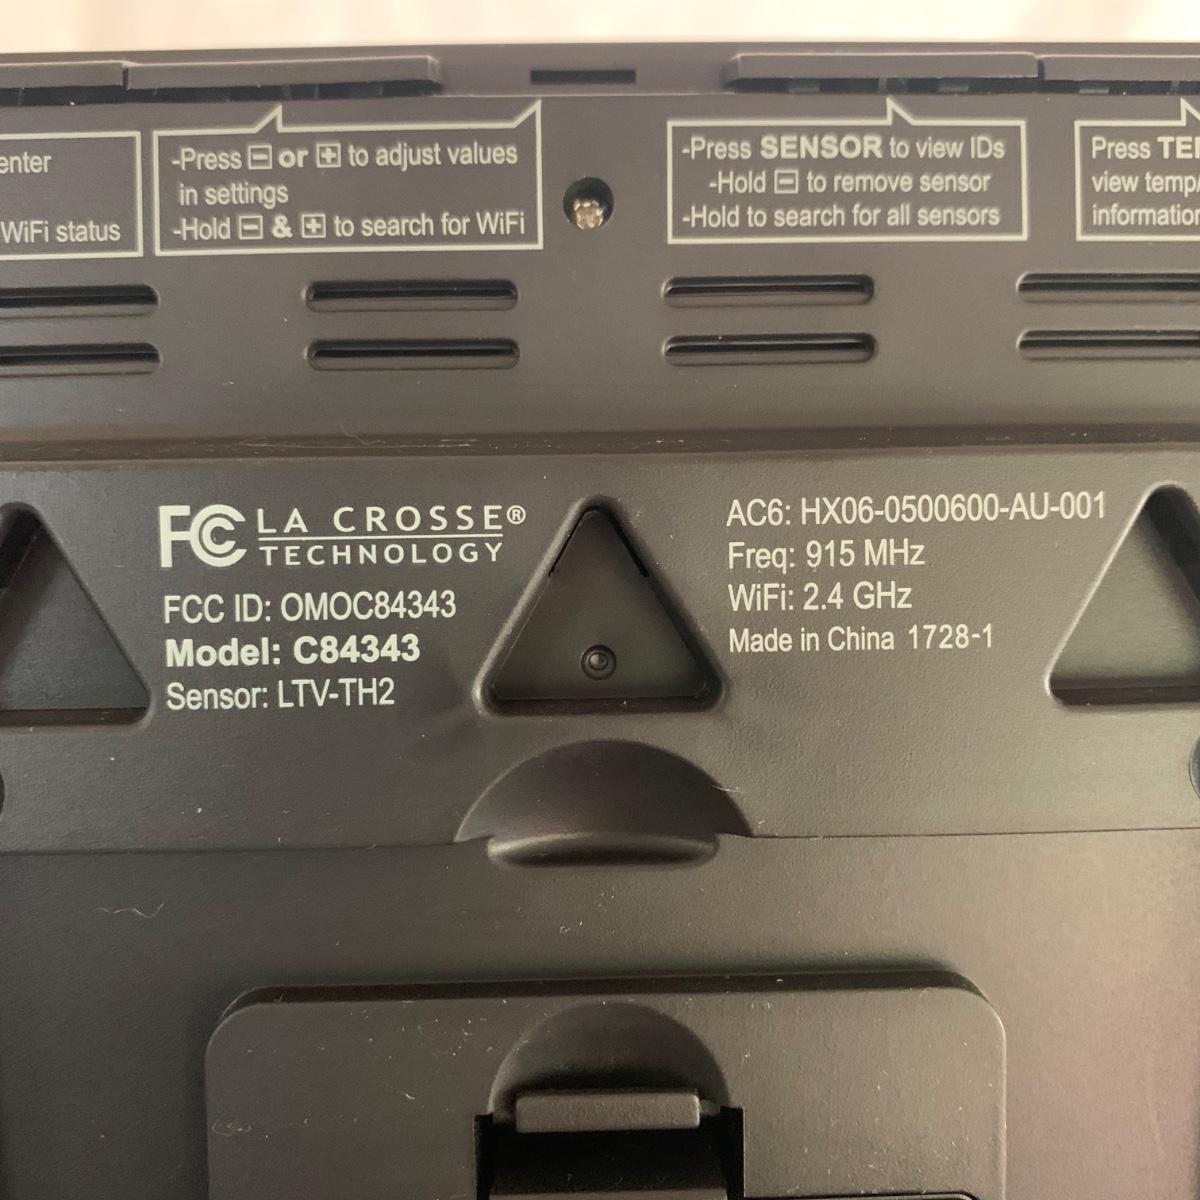 enter
WiFi status
-Press ⊟ or ⊞ to adjust values
in settings
-Hold ⊟ & ⊞ to search for WiFi
-Press SENSOR to view IDs
-Hold ⊟ to remove sensor
-Hold to search for all sensors
Press
view temp/
FC LA CROSSE®
TECHNOLOGY
FCC ID: OMOC84343
Model: C84343
Sensor: LTV-TH2
AC6: HX06-0500600-AU-001
Freq: 915 MHz
WiFi: 2.4 GHz
Made in China 1728-1